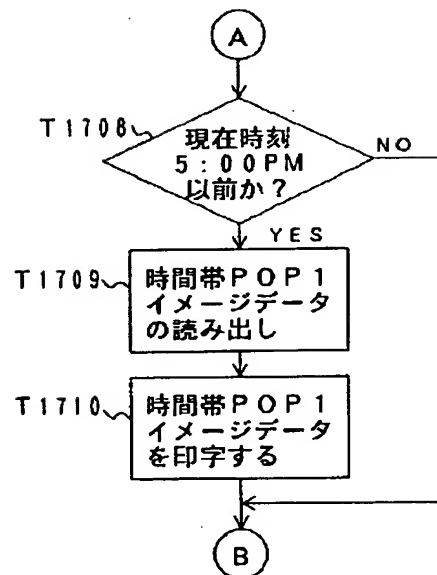 A
T1708
現在時刻
5:00PM
以前か?
NO
YES
T1709
時間帯POP1
イメージデータ
の読み出し
T1710
時間帯POP1
イメージデータ
を印字する
B